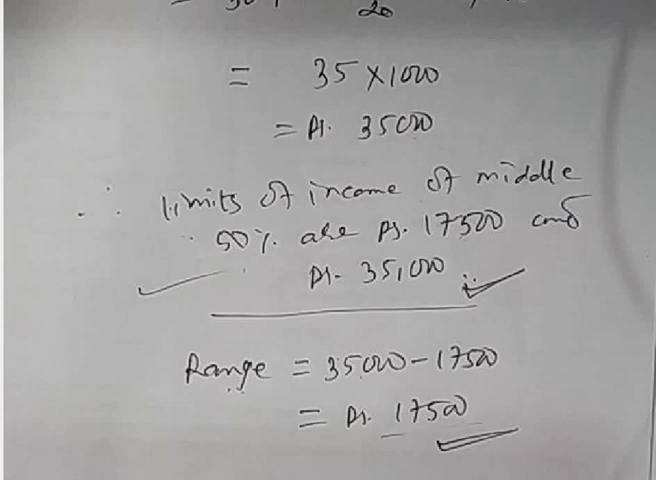 20
= 35 × 1000
= Rs. 35000
∴ limits of income of middle
50% are Rs. 17500 and
Rs. 35,000
Range = 35000 - 17500
= Rs. 17500